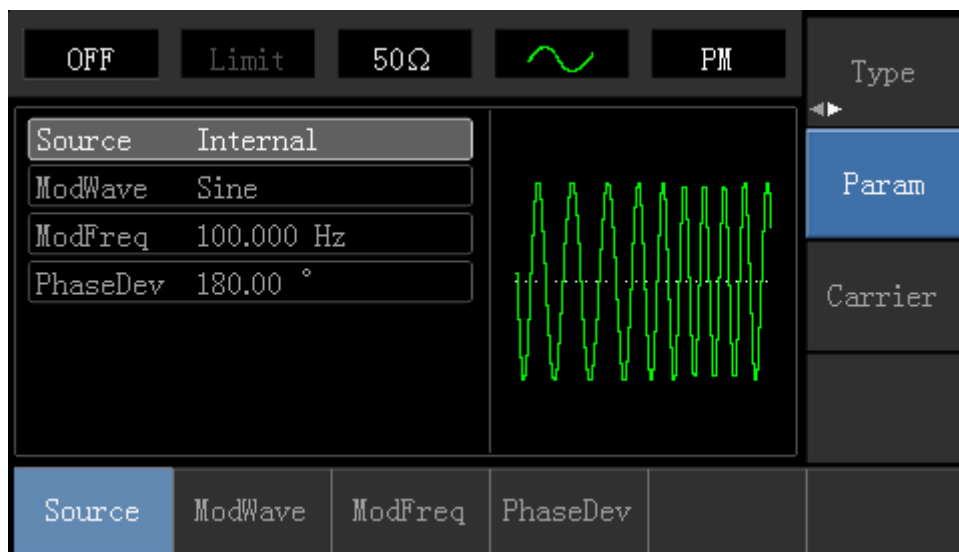 OFF Limit 50Ω PM Type
Source Internal
ModWave Sine
ModFreq 100.000 Hz
PhaseDev 180.00 °
Param
Carrier
Source ModWave ModFreq PhaseDev